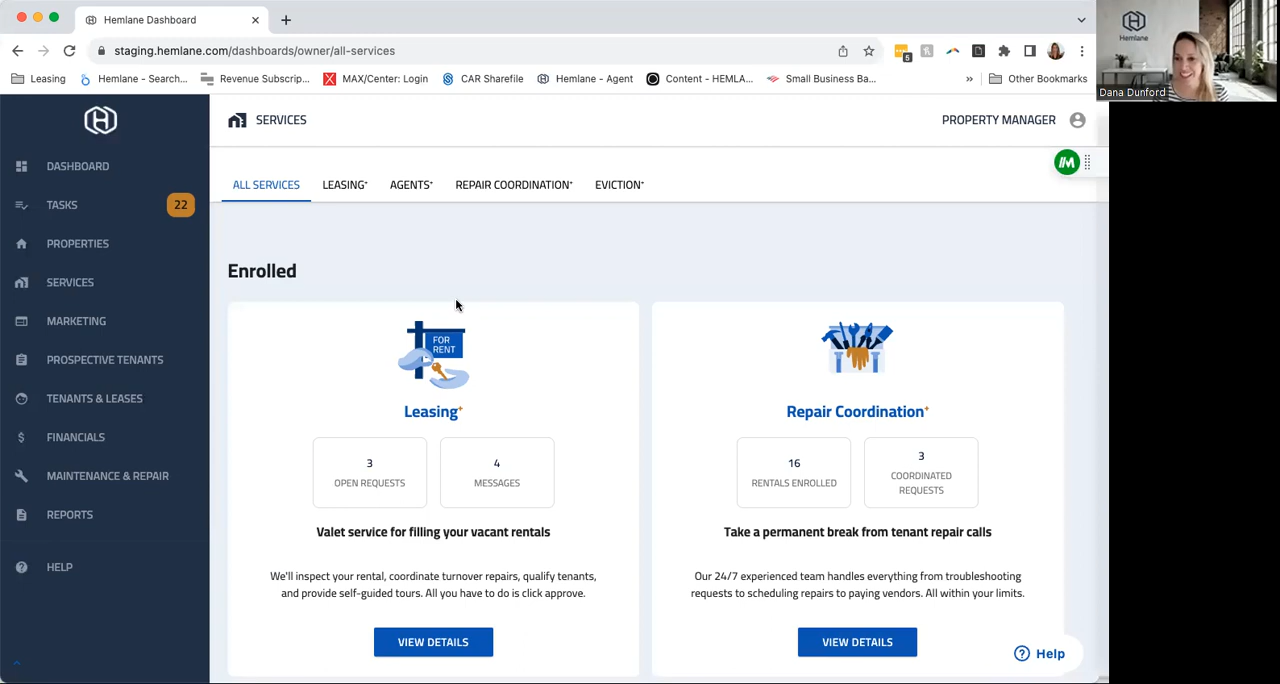 Hemlane Dashboard
staging.hemlane.com/dashboards/owner/all-services
5
Leasing
Hemlane - Search...
Revenue Subscrip...
MAX/Center: Login
CAR Sharefile
Hemlane - Agent
Content - HEMLA...
Small Business Ba...
»
Other Bookmarks
Hemlane
Dana Dunford
SERVICES
PROPERTY MANAGER
ALL SERVICES
LEASING+
AGENTS+
REPAIR COORDINATION+
EVICTION+
DASHBOARD
TASKS
22
PROPERTIES
SERVICES
MARKETING
PROSPECTIVE TENANTS
TENANTS & LEASES
FINANCIALS
MAINTENANCE & REPAIR
REPORTS
HELP
Enrolled
FOR
RENT
Leasing+
3
OPEN REQUESTS
4
MESSAGES
Valet service for filling your vacant rentals
We'll inspect your rental, coordinate turnover repairs, qualify tenants,
and provide self-guided tours. All you have to do is click approve.
VIEW DETAILS
Repair Coordination+
16
RENTALS ENROLLED
3
COORDINATED
REQUESTS
Take a permanent break from tenant repair calls
Our 24/7 experienced team handles everything from troubleshooting
requests to scheduling repairs to paying vendors. All within your limits.
VIEW DETAILS
Help